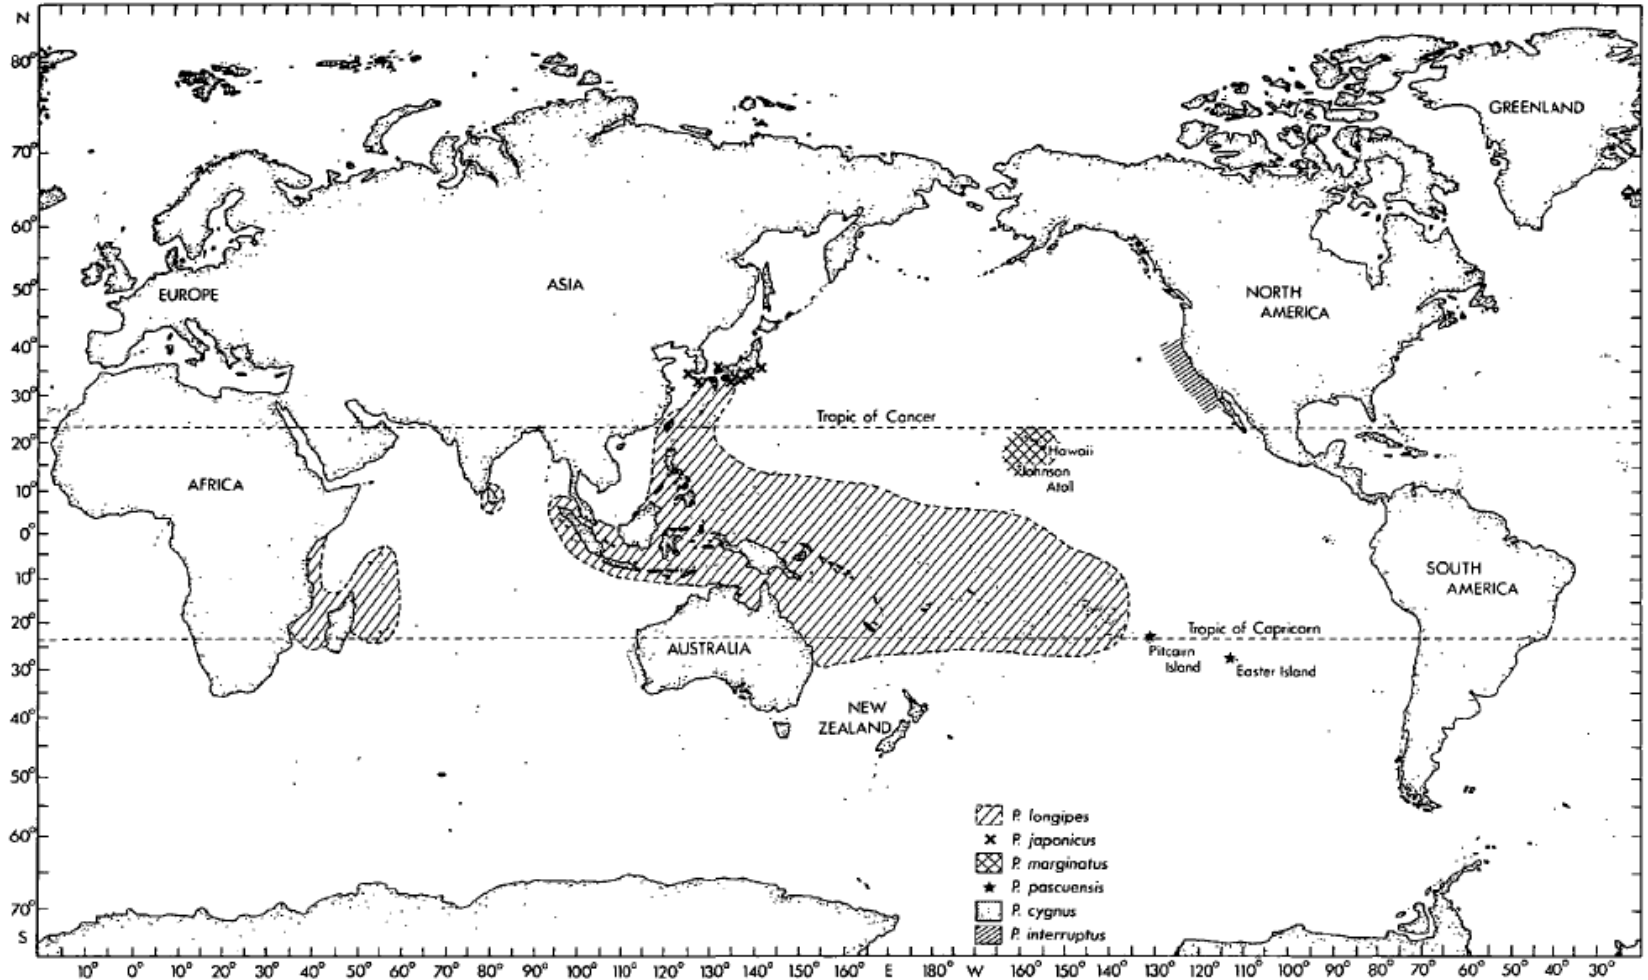 N
80°
70°
60°
50°
40°
30°
20°
10°
0°
10°
20°
30°
40°
50°
60°
70°
S
GREENLAND
EUROPE
ASIA
NORTH
AMERICA
Tropic of Cancer
Hawaii
Johnson
Atoll
AFRICA
SOUTH
AMERICA
Tropic of Capricorn
AUSTRALIA
Pitcairn
Island
Easter Island
NEW
ZEALAND
P. longipes
P. japonicus
P. marginatus
P. pascuensis
P. cygnus
P. interruptus
10° 0° 10° 20° 30° 40° 50° 60° 70° 80° 90° 100° 110° 120° 130° 140° 150° 160° E 180° W 160° 150° 140° 130° 120° 110° 100° 90° 80° 70° 60° 50° 40° 30°